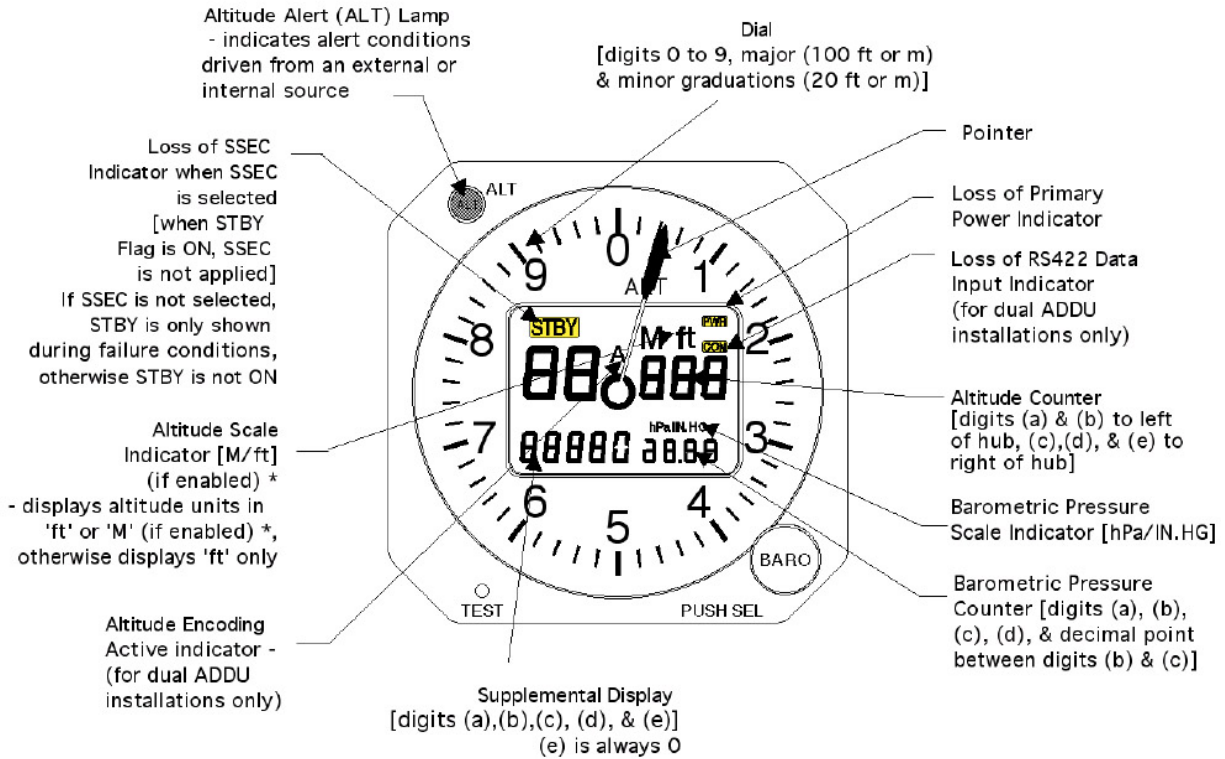 Altitude Alert (ALT) Lamp
- indicates alert conditions
driven from an external or
internal source
Dial
[digits 0 to 9, major (100 ft or m)
& minor graduations (20 ft or m)]
Loss of SSEC
Indicator when SSEC
is selected
[when STBY
Flag is ON, SSEC
is not applied]
If SSEC is not selected,
STBY is only shown
during failure conditions,
otherwise STBY is not ON
Altitude Scale
Indicator [M/ft]
(if enabled) *
- displays altitude units in
'ft' or 'M' (if enabled) *,
otherwise displays 'ft' only
Altitude Encoding
Active indicator -
(for dual ADDU
installations only)
ALT
ALT
0
1
2
3
4
5
6
7
8
9
ALT
STBY
M ft
PWR
CON
A
88 888
hPa IN.HG
88880 38.88
BARO
TEST
PUSH SEL
Pointer
Loss of Primary
Power Indicator
Loss of RS422 Data
Input Indicator
(for dual ADDU
installations only)
Altitude Counter
[digits (a) & (b) to left
of hub, (c),(d), & (e) to
right of hub]
Barometric Pressure
Scale Indicator [hPa/IN.HG]
Barometric Pressure
Counter [digits (a), (b),
(c), (d), & decimal point
between digits (b) & (c)]
Supplemental Display
[digits (a),(b),(c), (d), & (e)]
(e) is always 0